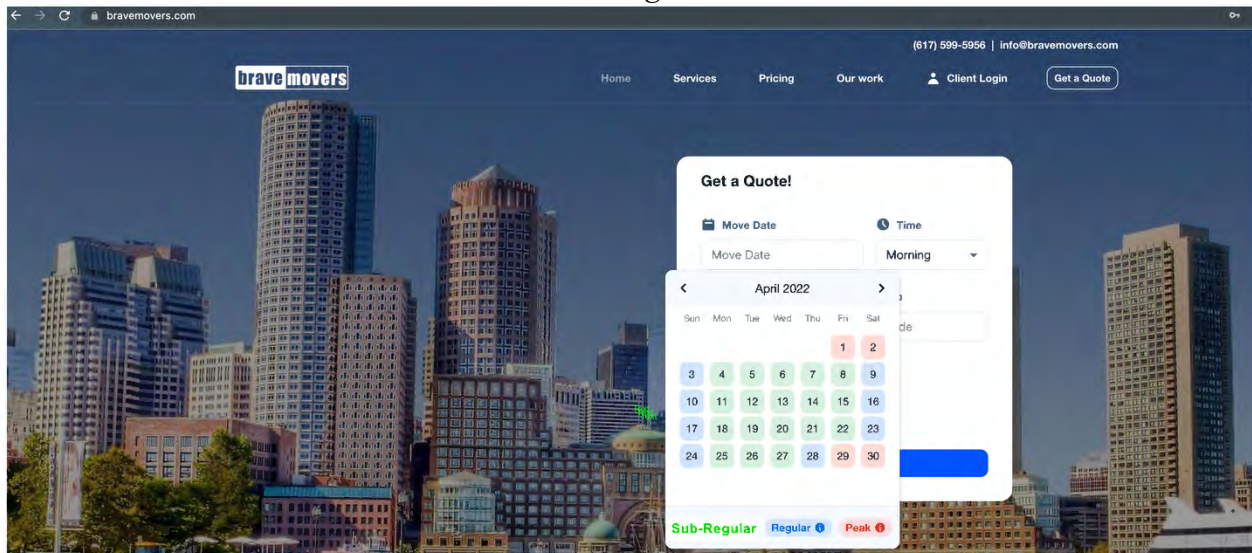 bravemovers.com
(617) 599-5956 | info@bravemovers.com
brave movers
Home Services Pricing Our work Client Login Get a Quote
Get a Quote!
Move Date Time
Move Date Morning
April 2022
Sun Mon Tue Wed Thu Fri Sat
de
1 2
3 4 5 6 7 8 9
10 11 12 13 14 15 16
17 18 19 20 21 22 23
24 25 26 27 28 29 30
Sub-Regular Regular Peak